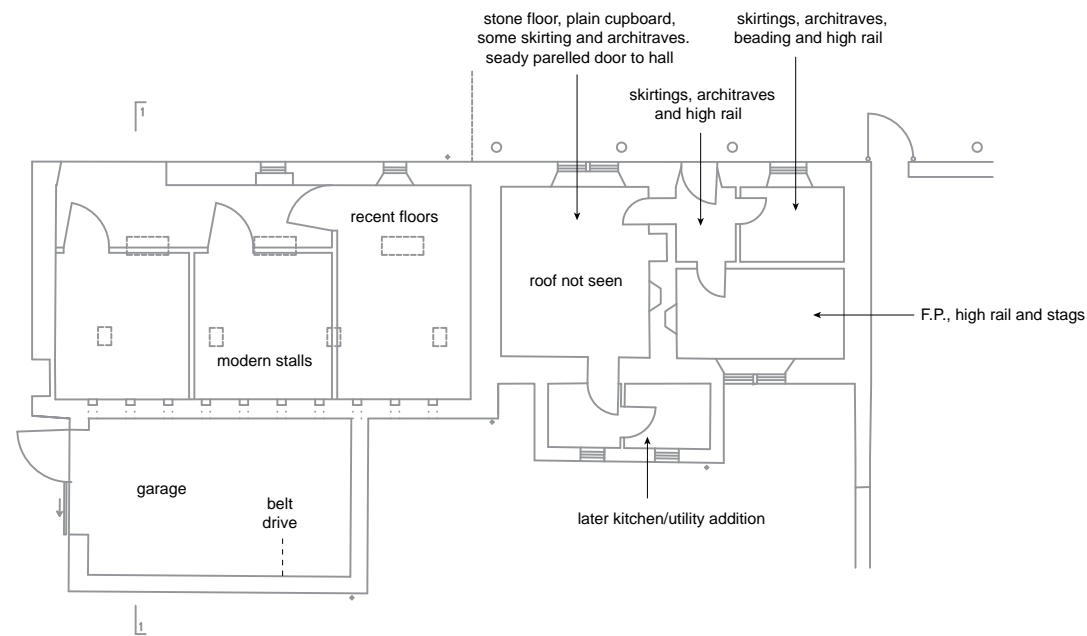 stone floor, plain cupboard,
some skirting and architraves.
seady parelled door to hall
skirtings, architraves,
beading and high rail
skirtings, architraves
and high rail
1
recent floors
roof not seen
F.P., high rail and stags
modern stalls
garage
belt
drive
later kitchen/utility addition
1